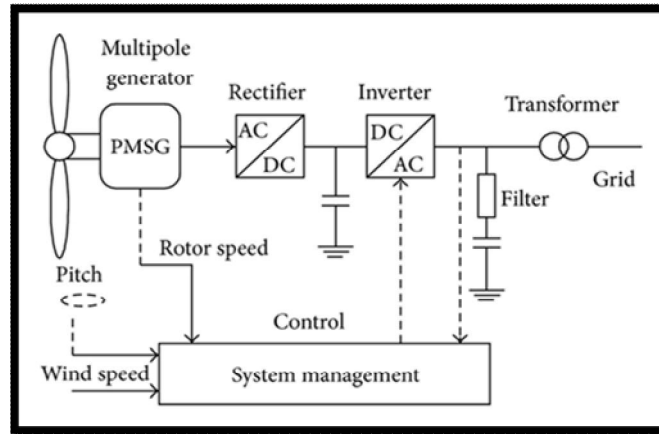 Multipole
generator
Rectifier
Inverter
Transformer
PMSG
AC
DC
DC
AC
Filter
Grid
Rotor speed
Pitch
Control
Wind speed
System management